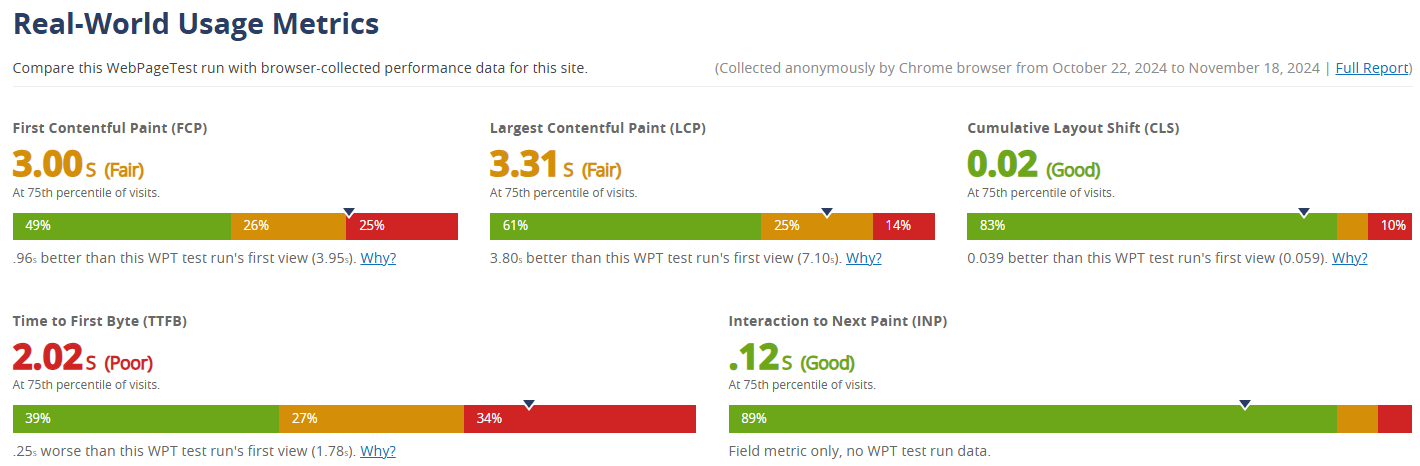 Real-World Usage Metrics
Compare this WebPageTest run with browser-collected performance data for this site. (Collected anonymously by Chrome browser from October 22, 2024 to November 18, 2024 | Full Report)
First Contentful Paint (FCP)
3.00 S (Fair)
At 75th percentile of visits.
49% 26% 25%
.96s better than this WPT test run's first view (3.95s). Why?
Largest Contentful Paint (LCP)
3.31 S (Fair)
At 75th percentile of visits.
61% 25% 14%
3.80s better than this WPT test run's first view (7.10s). Why?
Cumulative Layout Shift (CLS)
0.02 (Good)
At 75th percentile of visits.
83% 10%
0.039 better than this WPT test run's first view (0.059). Why?
Time to First Byte (TTFB)
2.02 S (Poor)
At 75th percentile of visits.
39% 27% 34%
.25s worse than this WPT test run's first view (1.78s). Why?
Interaction to Next Paint (INP)
.12 S (Good)
At 75th percentile of visits.
89%
Field metric only, no WPT test run data.